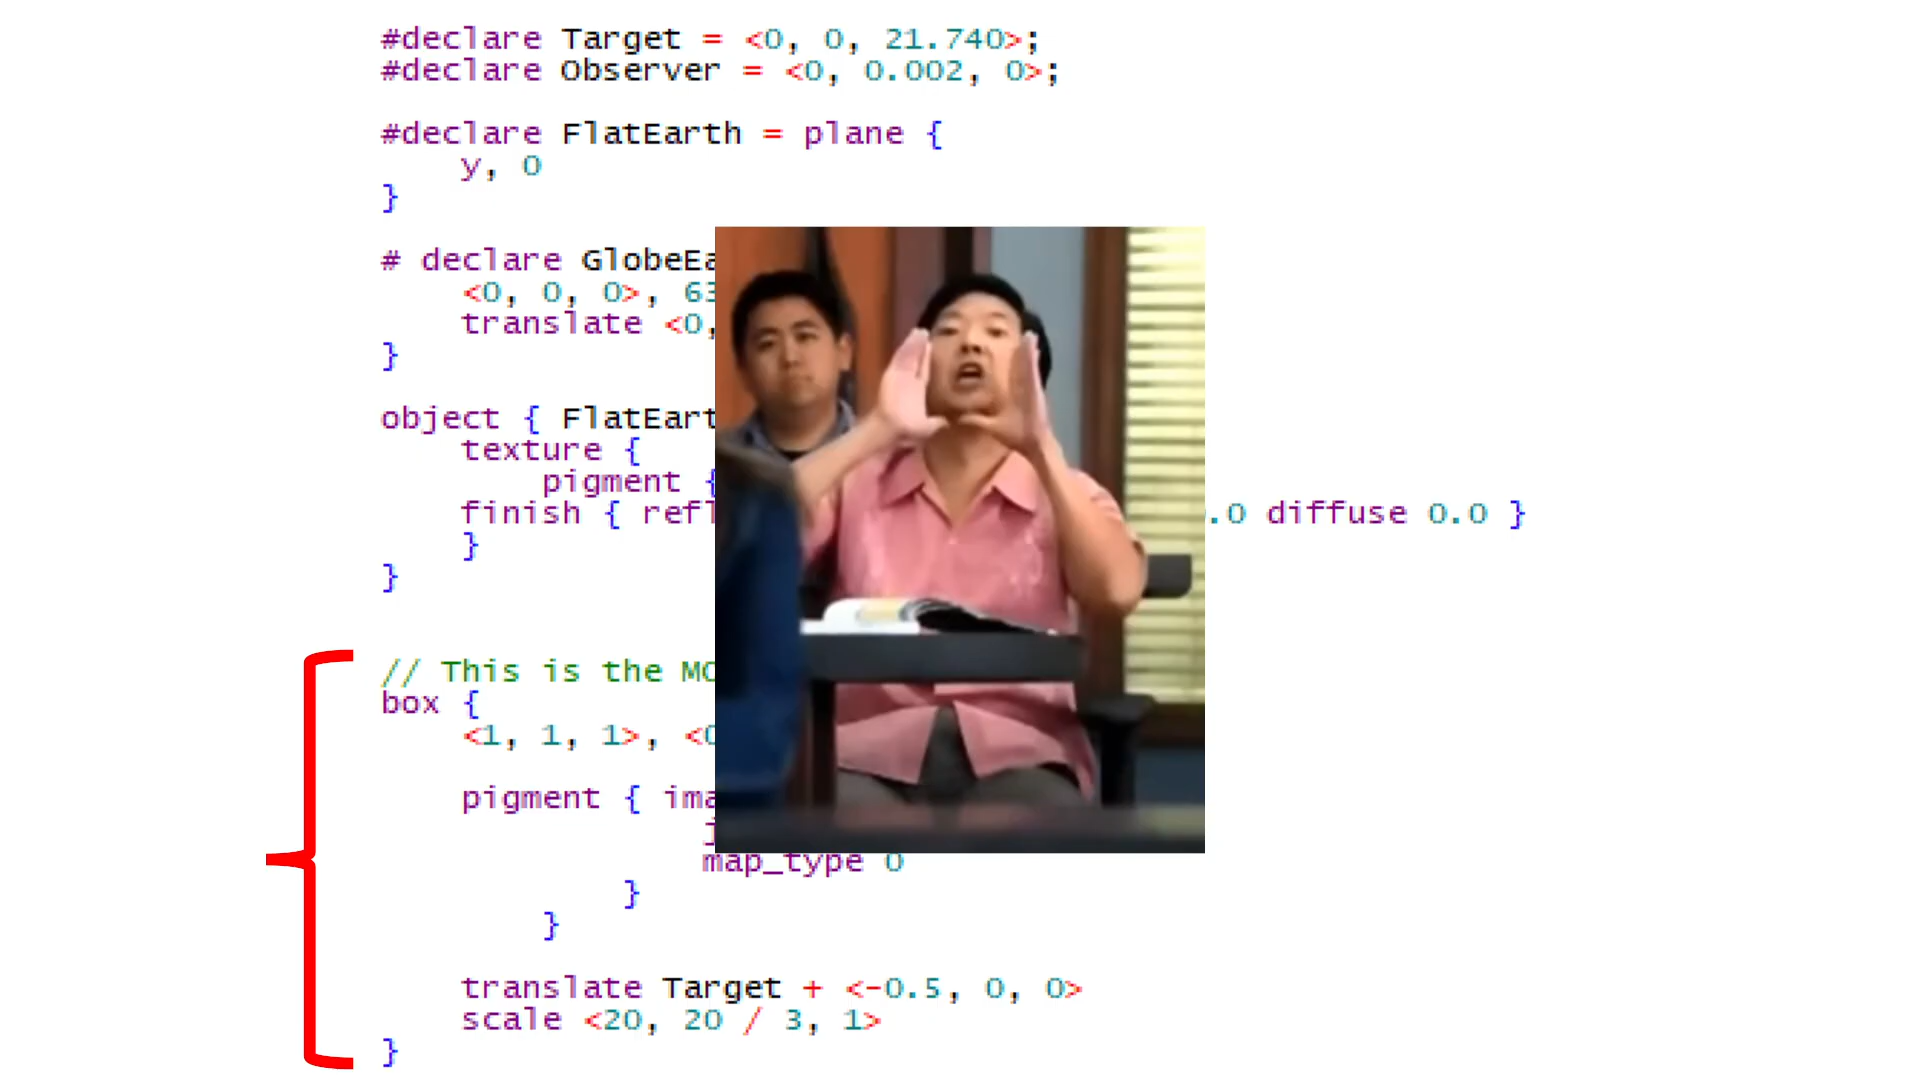 #declare Target = <0, 0, 21.740>;
#declare Observer = <0, 0.002, 0>;
#declare FlatEarth = plane {
y, 0
}
# declare GlobeEa
<0, 0, 0>, 63
translate <0,
}
object { FlatEart
texture {
pigment {
finish { refl .0 diffuse 0.0 }
}
}
// This is the MO
box {
<1, 1, 1>, <0
pigment { ima
map_type 0
}
}
translate Target + <-0.5, 0, 0>
scale <20, 20 / 3, 1>
}